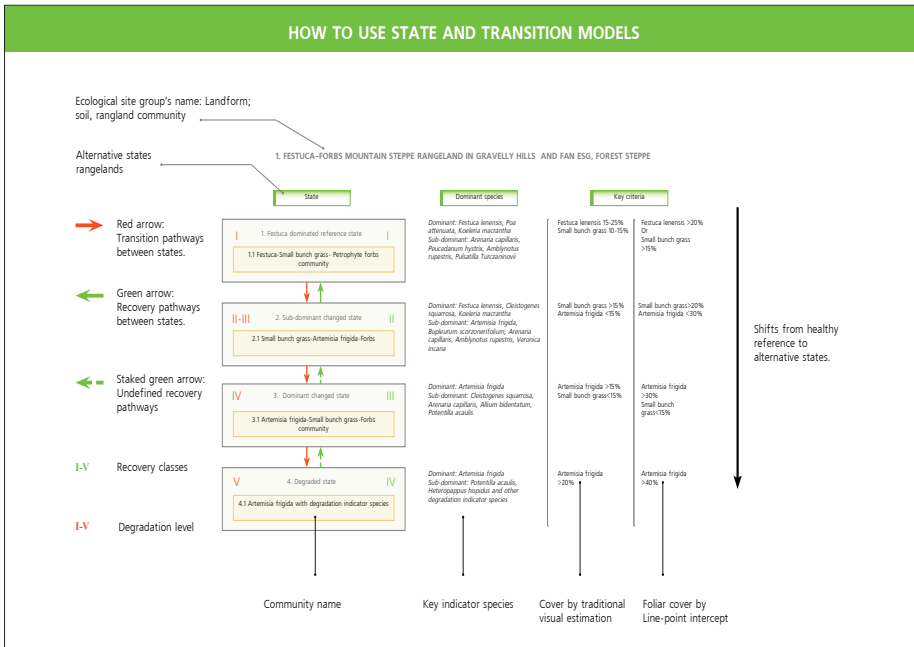 HOW TO USE STATE AND TRANSITION MODELS
Ecological site group's name: Landform;
soil, rangland community
1. FESTUCA-FORBS MOUNTAIN STEPPE RANGELAND IN GRAVELLY HILLS AND FAN ESG, FOREST STEPPE
Alternative states
rangelands
State
Dominant species
Key criteria
Red arrow:
Transition pathways
between states.
Green arrow:
Recovery pathways
between states.
Staked green arrow:
Undefined recovery
pathways
I-V Recovery classes
I-V Degradation level
I 1. Festuca dominated reference state I
1.1 Festuca-Small bunch grass- Petrophyte forbs
community
Dominant: Festuca lenensis, Poa
attenuata, Koeleria macrantha
Sub-dominant: Arenaria capillaris,
Peucedanum hystrix, Amblynotus
rupestris, Pulsatilla Turczaninovii
Festuca lenensis 15-25%
Small bunch grass 10-15%
Festuca lenensis >20%
Or
Small bunch grass
>15%
II-III 2. Sub-dominant changed state II
2.1 Small bunch grass-Artemisia frigida-Forbs
Dominant: Festuca lenensis, Cleistogenes
squarrosa, Koeleria macrantha
Sub-dominant: Artemisia frigida,
Bupleurum scorzonerifolium, Arenaria
capillaris, Amblynotus rupestris, Veronica
incana
Small bunch grass >15%
Artemisia frigida <15%
Small bunch grass>20%
Artemisia frigida <30%
IV 3. Dominant changed state III
3.1 Artemisia frigida-Small bunch grass-Forbs
community
Dominant: Artemisia frigida
Sub-dominant: Cleistogenes squarrosa,
Arenaria capillaris, Allium bidentatum,
Potentilla acaulis
Artemisia frigida >15%
Small bunch grass<15%
Artemisia frigida
>30%
Small bunch
grass<15%
V 4. Degraded state IV
4.1 Artemisia frigida with degradation indicator species
Dominant: Artemisia frigida
Sub-dominant: Potentilla acaulis,
Heteropappus hispidus and other
degradation indicator species
Artemisia frigida
>20%
Artemisia frigida
>40%
Shifts from healthy
reference to
alternative states.
Community name
Key indicator species
Cover by traditional
visual estimation
Foliar cover by
Line-point intercept